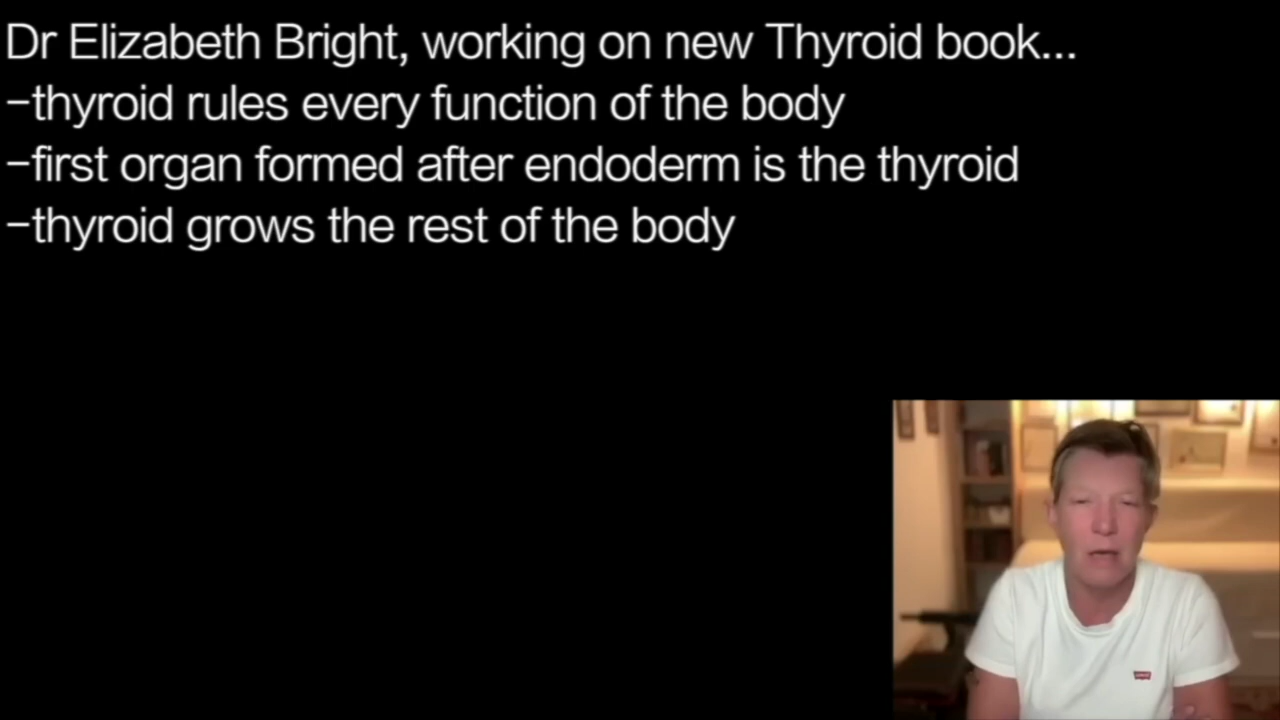 Dr Elizabeth Bright, working on new Thyroid book...
-thyroid rules every function of the body
-first organ formed after endoderm is the thyroid
-thyroid grows the rest of the body